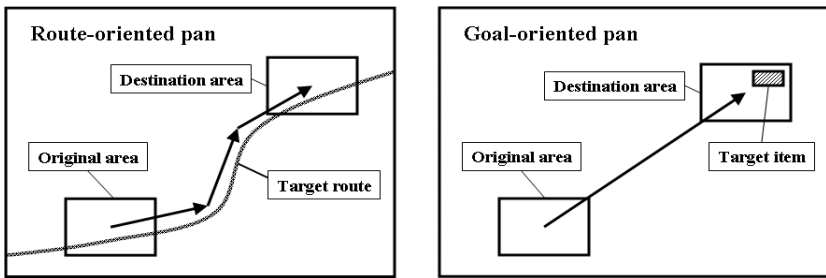 Route-oriented pan
Destination area
Original area
Target route
Goal-oriented pan
Destination area
Original area
Target item